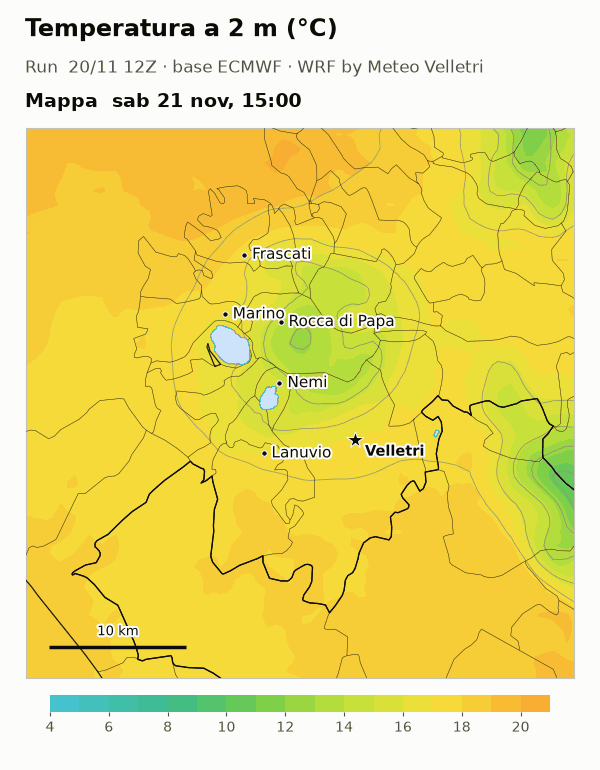 Temperatura a 2 m (°C)
Run  20/11 12Z · base ECMWF · WRF by Meteo Velletri
Mappa  sab 21 nov, 15:00
Frascati
Marino
Rocca di Papa
Nemi
Velletri
Lanuvio
10 km
4 6 8 10 12 14 16 18 20